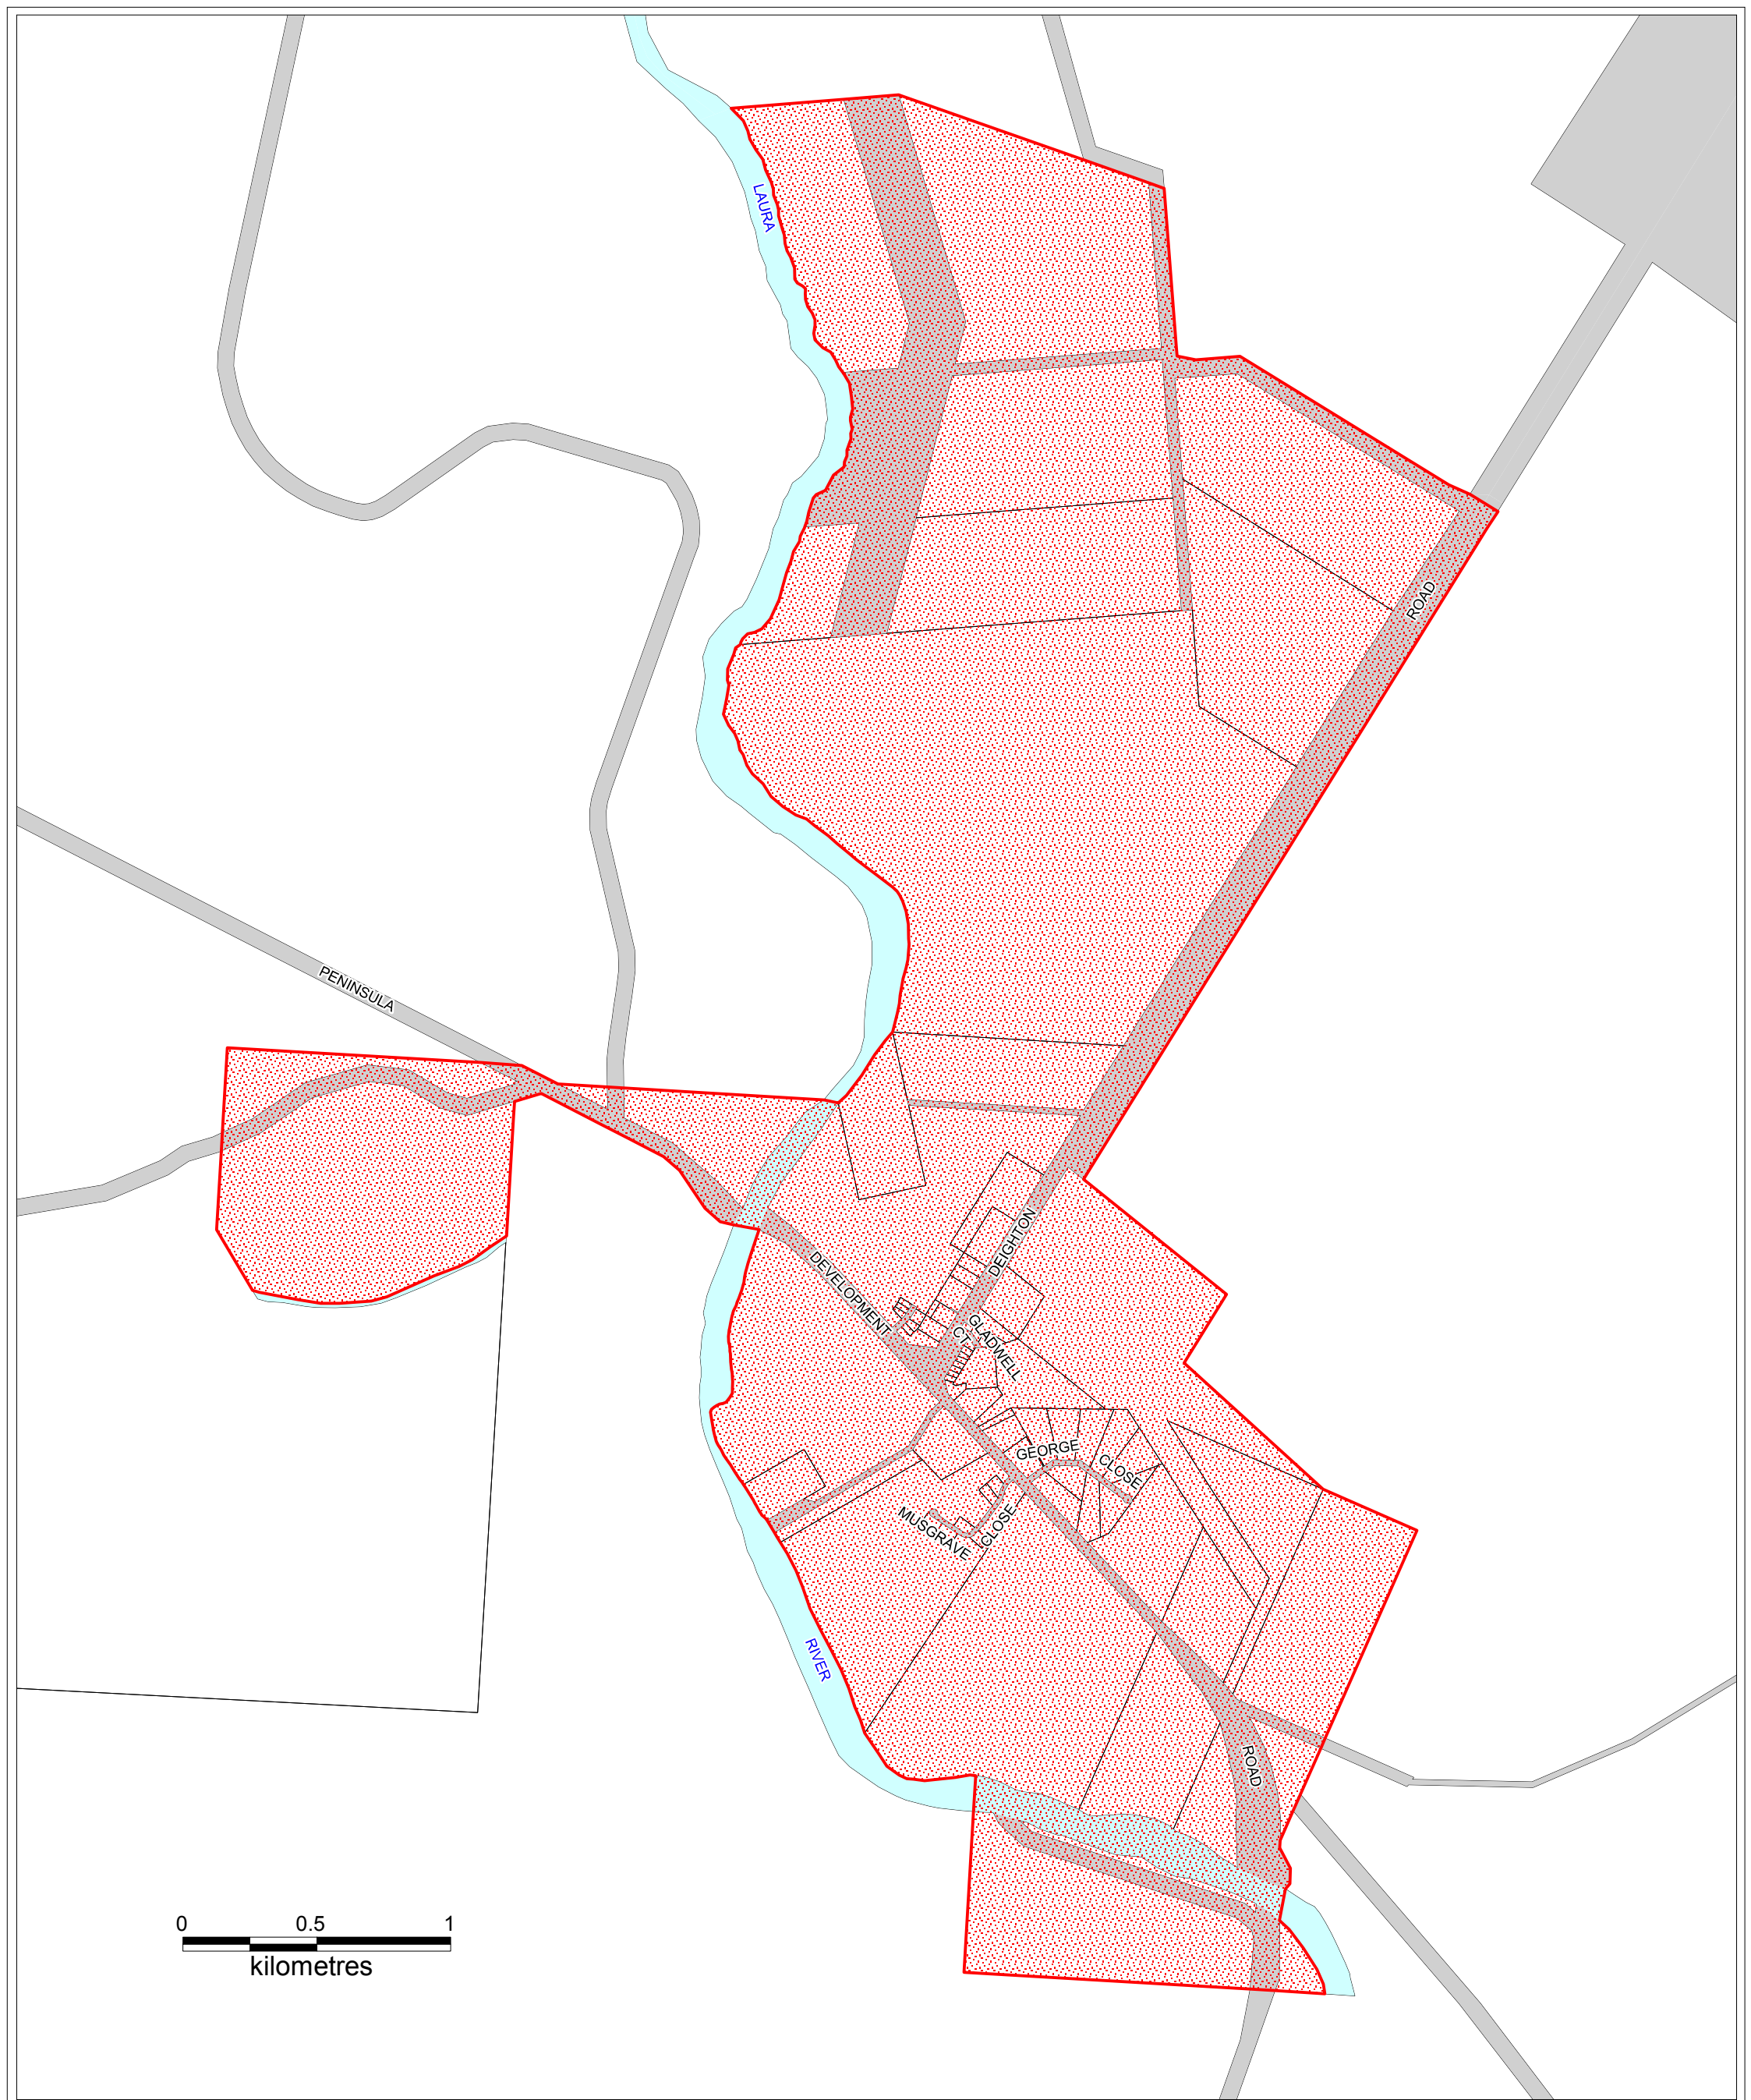 LAURA
ROAD
PENINSULA
DEIGHTON
DEVELOPMENT
GLADWELL
CT
GEORGE
CLOSE
MUSGRAVE
CLOSE
RIVER
ROAD
0 0.5 1
kilometres